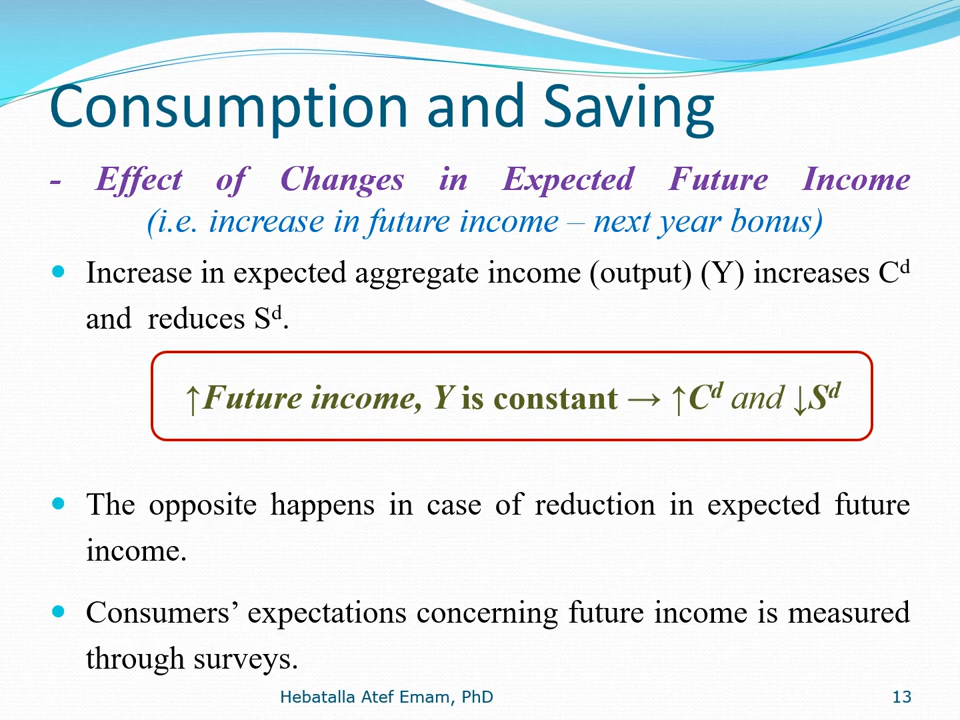 Consumption and Saving
- Effect of Changes in Expected Future Income
(i.e. increase in future income – next year bonus)
• Increase in expected aggregate income (output) (Y) increases Cᵈ
and reduces Sᵈ.
↑Future income, Y is constant → ↑Cᵈ and ↓Sᵈ
• The opposite happens in case of reduction in expected future
income.
• Consumers’ expectations concerning future income is measured
through surveys.
Hebatalla Atef Emam, PhD
13